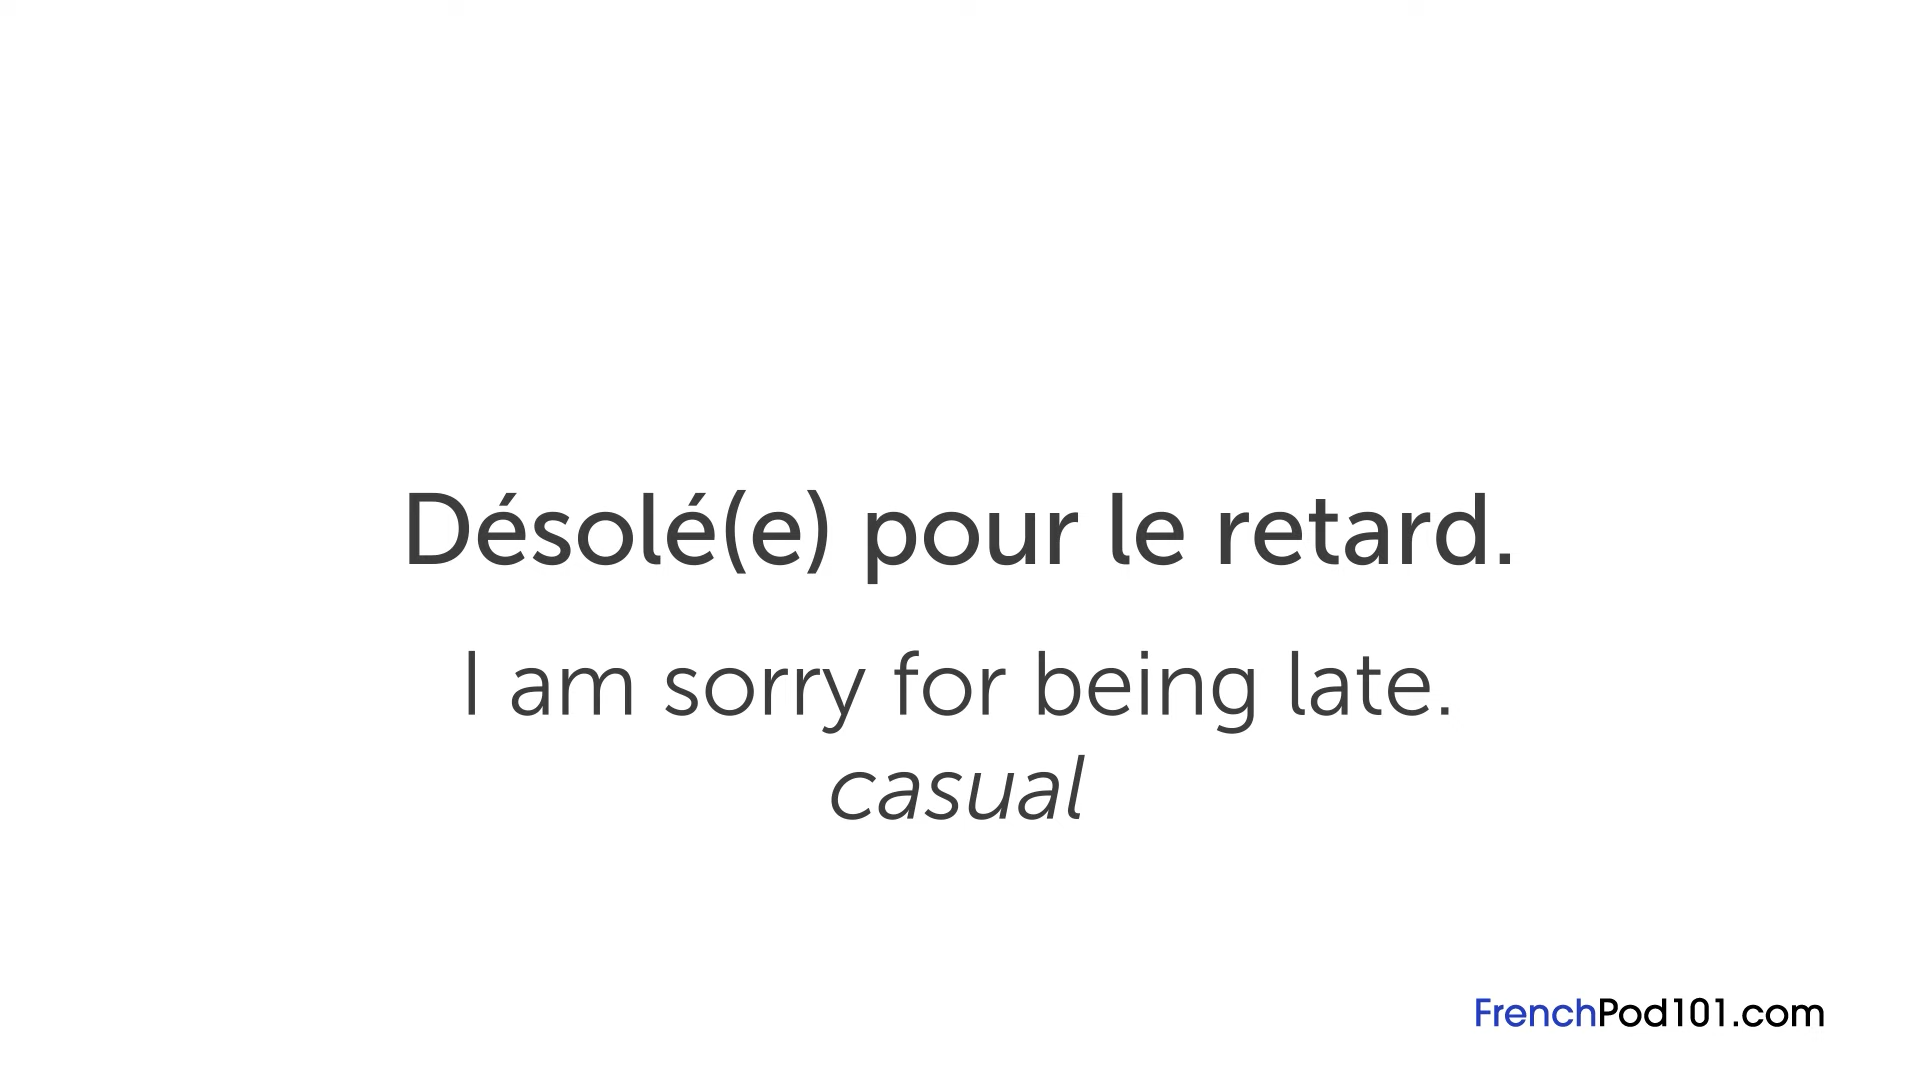 Désolé(e) pour le retard.
I am sorry for being late.
casual
FrenchPod101.com